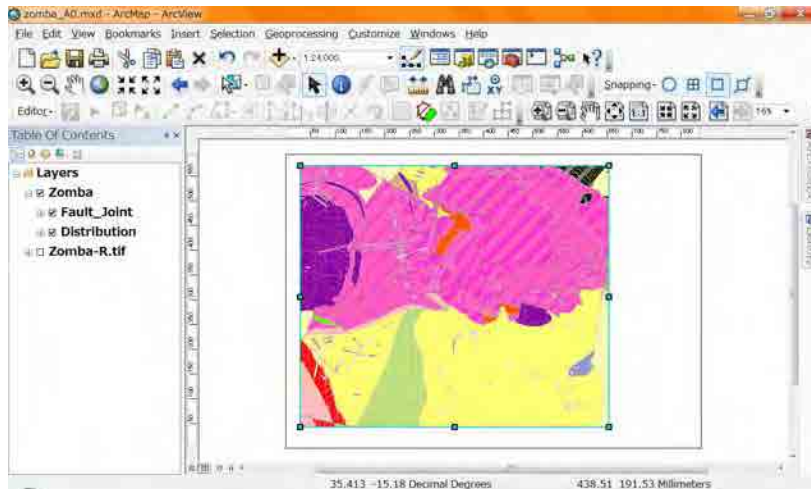 zomba_A0.mxd - ArcMap - ArcView
File Edit View Bookmarks Insert Selection Geoprocessing Customize Windows Help
1:24,000
Snapping
Editor
76%
Table Of Contents
Layers
Zomba
Fault_Joint
Distribution
Zomba-R.tif
35.413 -15.18 Decimal Degrees
438.51 191.53 Millimeters